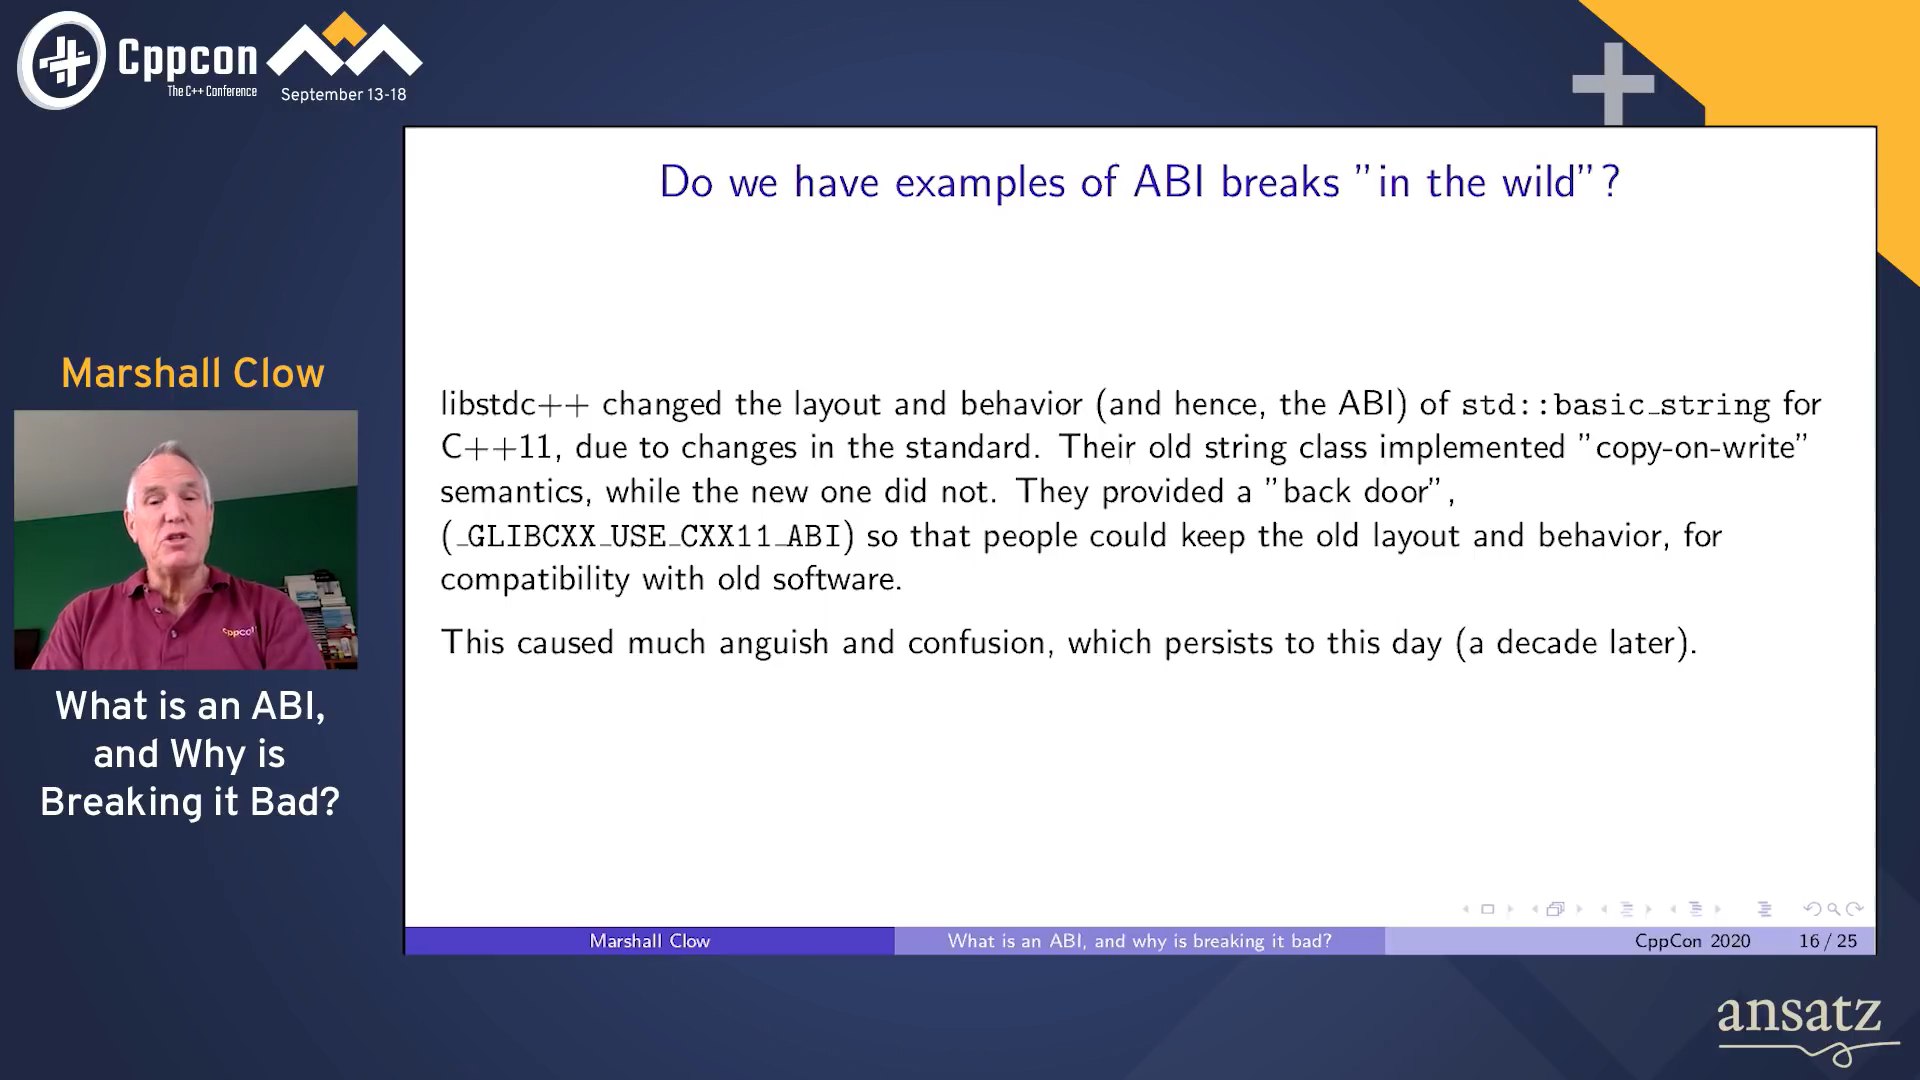 Cppcon
The C++ Conference
September 13-18
Do we have examples of ABI breaks ”in the wild”?
Marshall Clow
libstdc++ changed the layout and behavior (and hence, the ABI) of std::basic_string for
C++11, due to changes in the standard. Their old string class implemented ”copy-on-write”
semantics, while the new one did not. They provided a ”back door”,
(_GLIBCXX_USE_CXX11_ABI) so that people could keep the old layout and behavior, for
compatibility with old software.
This caused much anguish and confusion, which persists to this day (a decade later).
cppcon
What is an ABI,
and Why is
Breaking it Bad?
Marshall Clow
What is an ABI, and why is breaking it bad?
CppCon 2020
16 / 25
ansatz